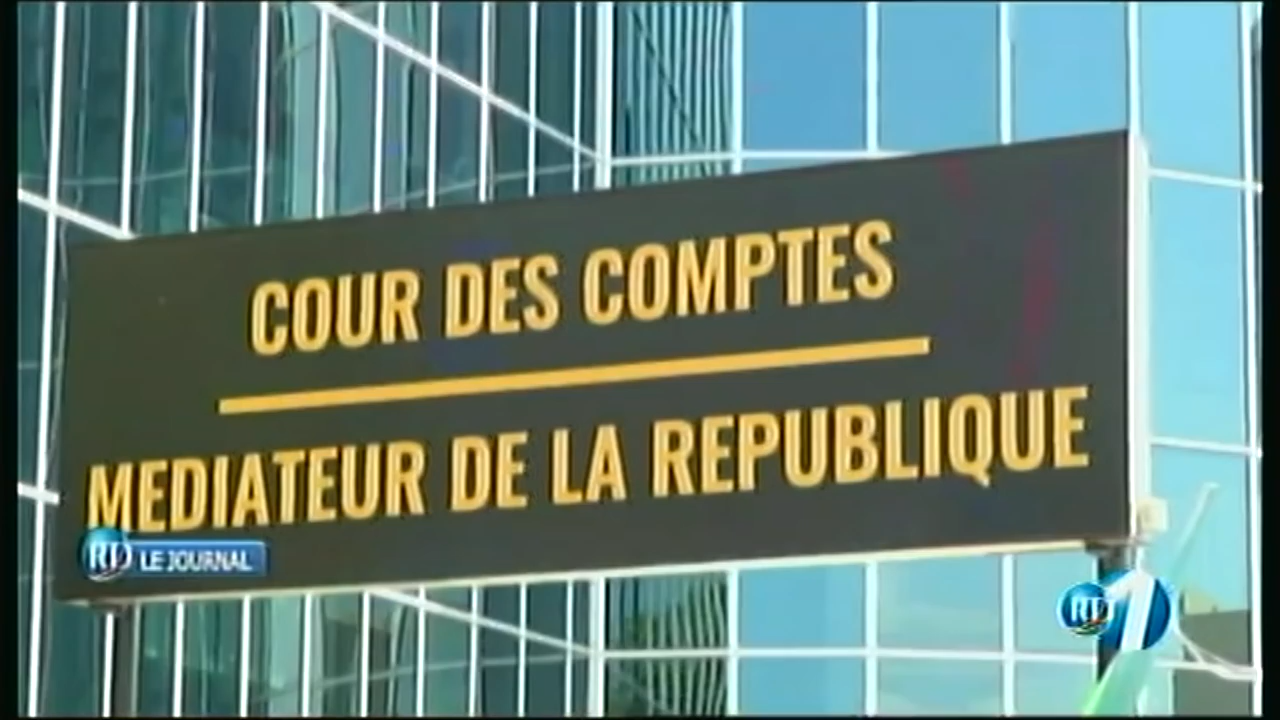 COUR DES COMPTES
MEDIATEUR DE LA REPUBLIQUE
RTD LE JOURNAL
RTD 1